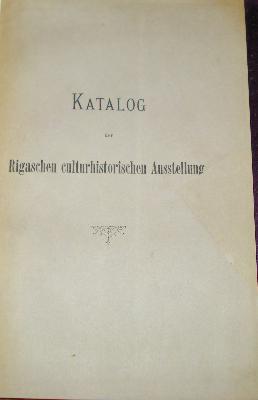 KATALOG
der
Rigaschen culturhistorischen Ausstellung